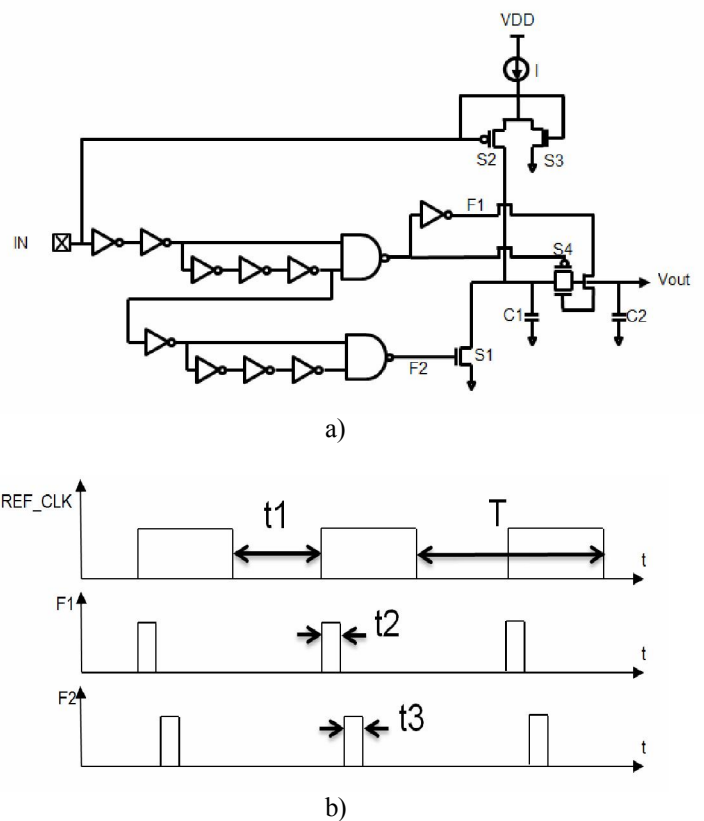 VDD
I
S2
S3
F1
IN
S4
Vout
C1
C2
S1
F2
a)
REF_CLK
t1
T
t
F1
t2
t
F2
t3
t
b)